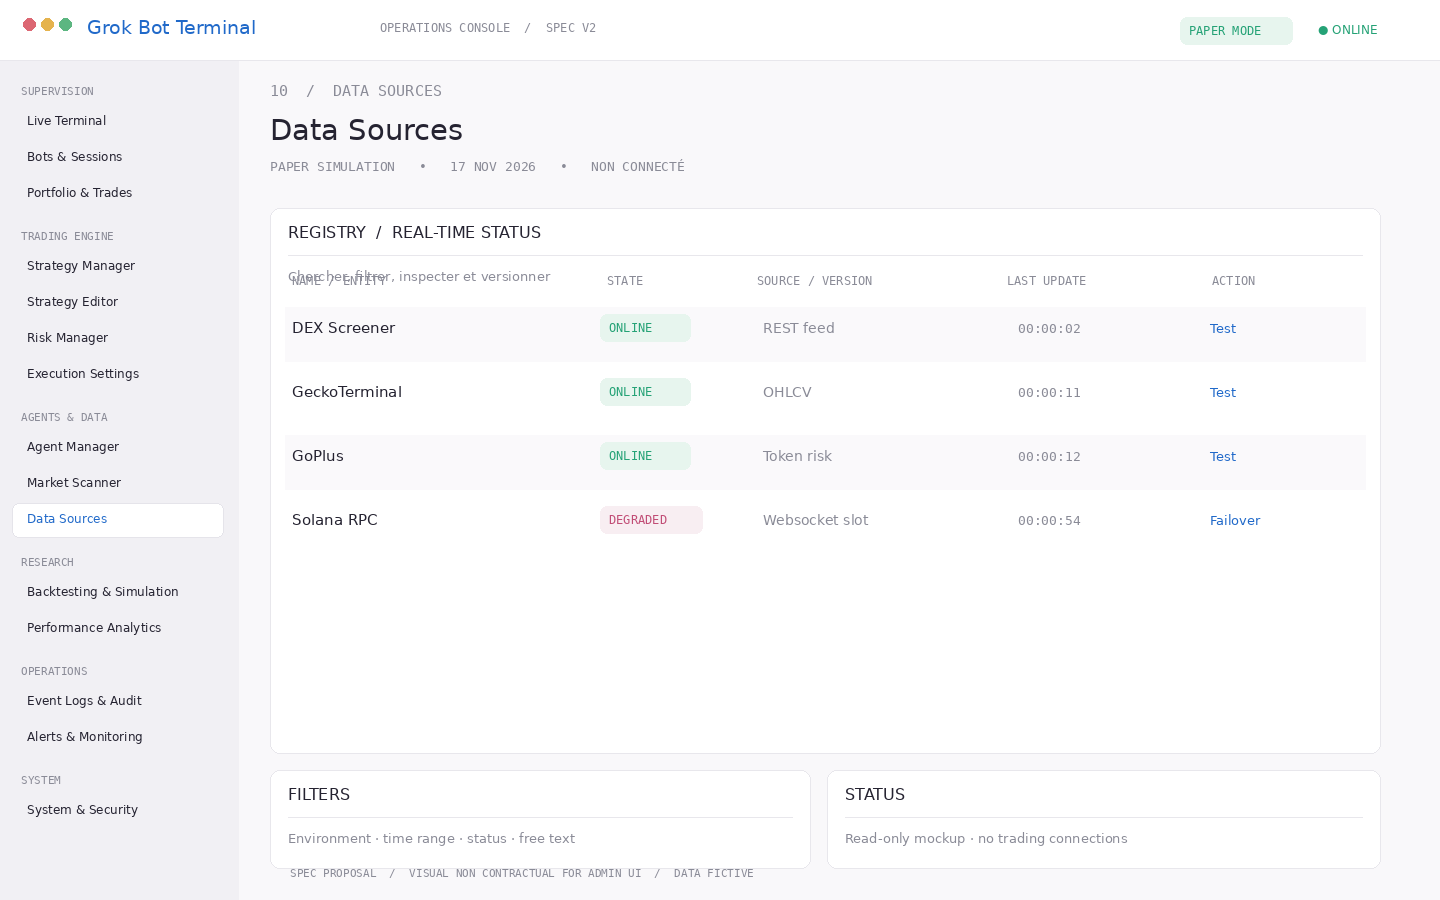 Grok Bot Terminal
OPERATIONS CONSOLE / SPEC V2
PAPER MODE
● ONLINE
SUPERVISION
Live Terminal
Bots & Sessions
Portfolio & Trades
TRADING ENGINE
Strategy Manager
Strategy Editor
Risk Manager
Execution Settings
AGENTS & DATA
Agent Manager
Market Scanner
Data Sources
RESEARCH
Backtesting & Simulation
Performance Analytics
OPERATIONS
Event Logs & Audit
Alerts & Monitoring
SYSTEM
System & Security
10 / DATA SOURCES
Data Sources
PAPER SIMULATION • 17 NOV 2026 • NON CONNECTÉ
REGISTRY / REAL-TIME STATUS
Chercher, filtrer, inspecter et versionner
NAME / ENTITY STATE SOURCE / VERSION LAST UPDATE ACTION
DEX Screener ONLINE REST feed 00:00:02 Test
GeckoTerminal ONLINE OHLCV 00:00:11 Test
GoPlus ONLINE Token risk 00:00:12 Test
Solana RPC DEGRADED Websocket slot 00:00:54 Failover
FILTERS
Environment · time range · status · free text
STATUS
Read-only mockup · no trading connections
SPEC PROPOSAL / VISUAL NON CONTRACTUAL FOR ADMIN UI / DATA FICTIVE